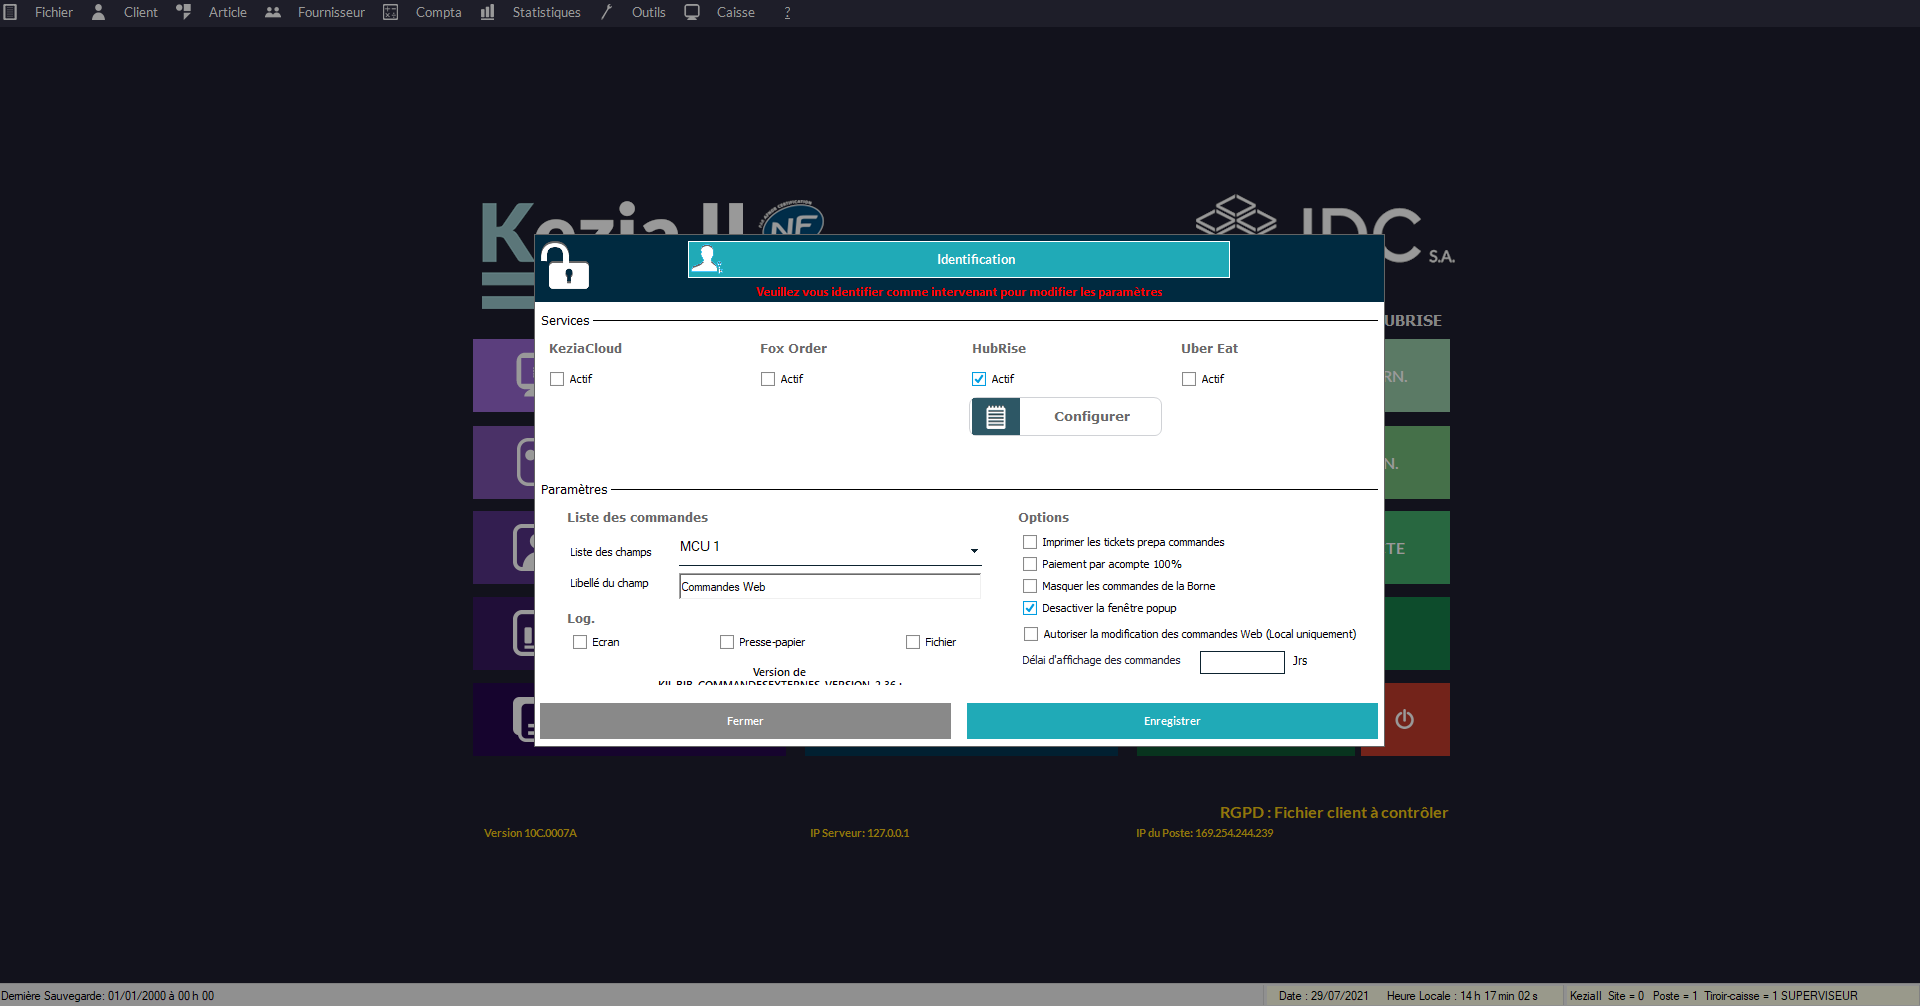 Fichier Client Article Fournisseur Compta Statistiques Outils Caisse ?
NF
S.A.
Identification
Veuillez vous identifier comme intervenant pour modifier les paramètres
UBRISE
Services
KeziaCloud Fox Order HubRise Uber Eat
Actif Actif Actif Actif
RN.
Configurer
N.
Paramètres
Liste des commandes
Liste des champs MCU 1
Libellé du champ Commandes Web
Log.
Ecran Presse-papier Fichier
Version de
Options
Imprimer les tickets prepa commandes
Paiement par acompte 100%
Masquer les commandes de la Borne
Desactiver la fenêtre popup
Autoriser la modification des commandes Web (Local uniquement)
Délai d'affichage des commandes Jrs
TE
Fermer Enregistrer
RGPD : Fichier client à contrôler
Version 10C.0007A IP Serveur: 127.0.0.1 IP du Poste: 169.254.244.239
Dernière Sauvegarde: 01/01/2000 à 00 h 00 Date : 29/07/2021 Heure Locale : 14 h 17 min 02 s KeziaII Site = 0 Poste = 1 Tiroir-caisse = 1 SUPERVISEUR